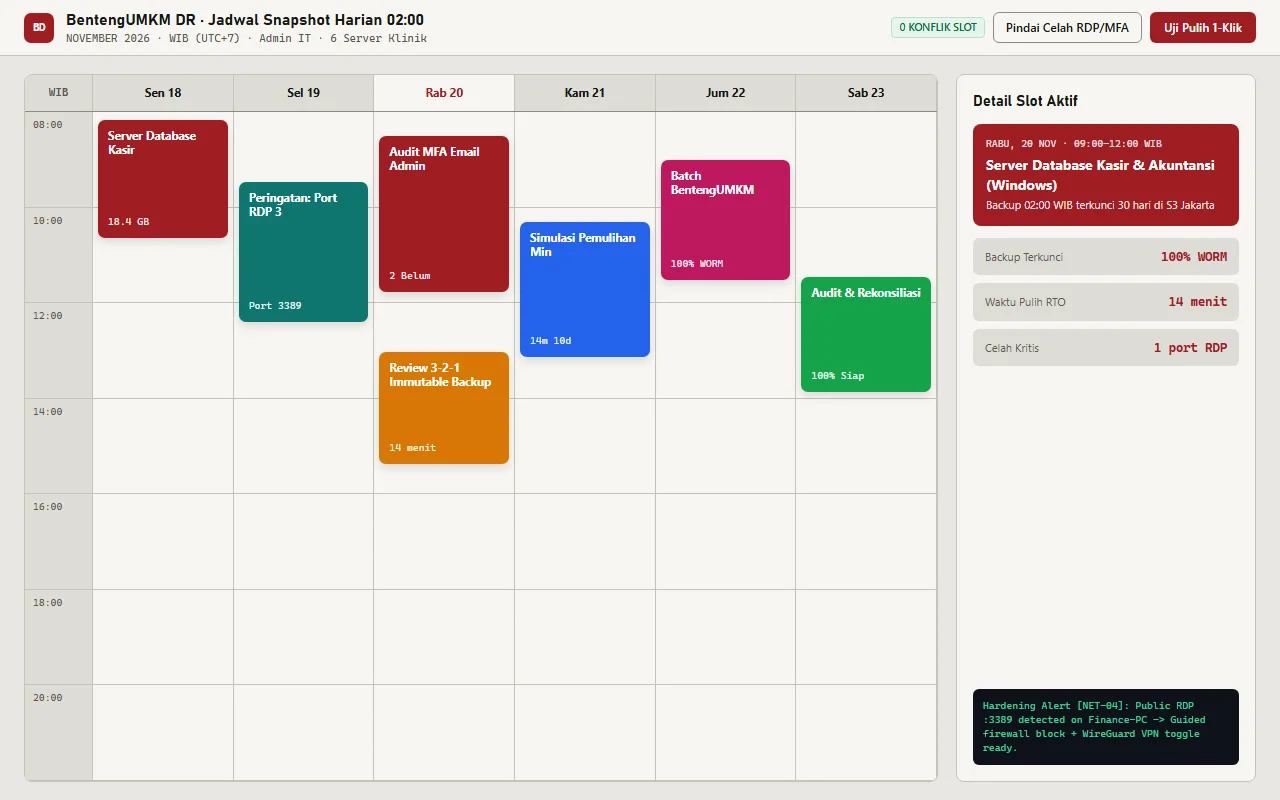 BD
BentengUMKM DR · Jadwal Snapshot Harian 02:00
NOVEMBER 2026 · WIB (UTC+7) · Admin IT · 6 Server Klinik
0 KONFLIK SLOT
Pindai Celah RDP/MFA
Uji Pulih 1-Klik
WIB
Sen 18
Sel 19
Rab 20
Kam 21
Jum 22
Sab 23
08:00
10:00
12:00
14:00
16:00
18:00
20:00
Server Database
Kasir
18.4 GB
Peringatan: Port
RDP 3
Port 3389
Audit MFA Email
Admin
2 Belum
Review 3-2-1
Immutable Backup
14 menit
Simulasi Pemulihan
Min
14m 10d
Batch
BentengUMKM
100% WORM
Audit & Rekonsiliasi
100% Siap
Detail Slot Aktif
RABU, 20 NOV · 09:00–12:00 WIB
Server Database Kasir & Akuntansi
(Windows)
Backup 02:00 WIB terkunci 30 hari di S3 Jakarta
Backup Terkunci
100% WORM
Waktu Pulih RTO
14 menit
Celah Kritis
1 port RDP
Hardening Alert [NET-04]: Public RDP
:3389 detected on Finance-PC -> Guided
firewall block + WireGuard VPN toggle
ready.